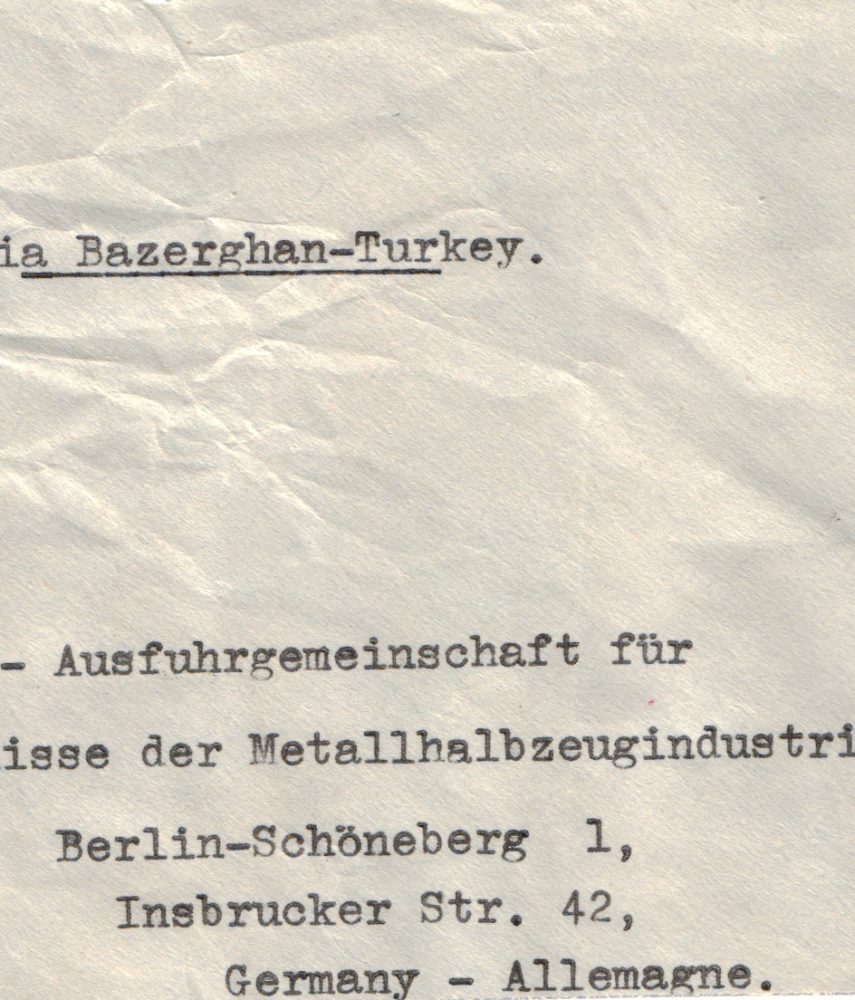 ia Bazerghan-Turkey.
- Ausfuhrgemeinschaft für
isse der Metallhalbzeugindustri
Berlin-Schöneberg 1,
Insbrucker Str. 42,
Germany - Allemagne.